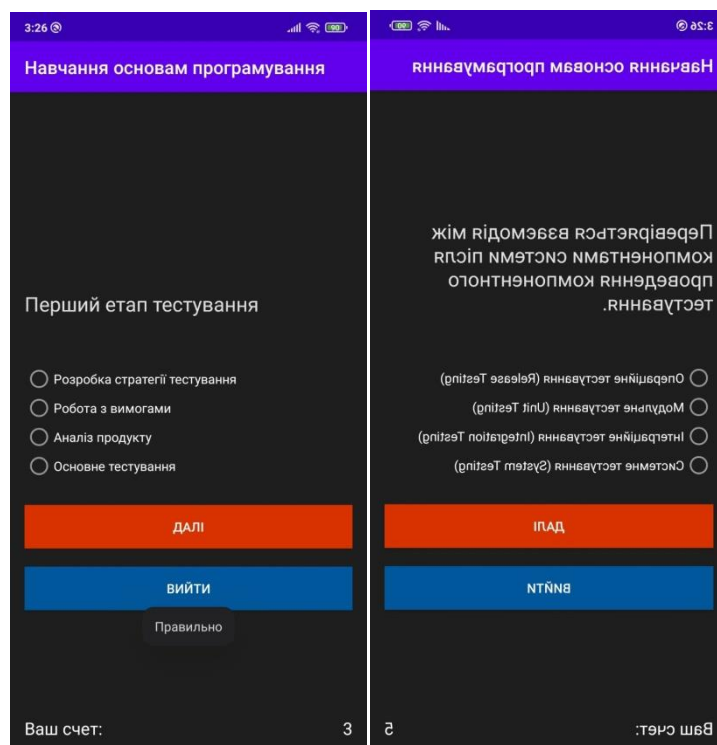 3:26
90
Навчання основам програмування
Перший етап тестування
Розробка стратегії тестування
Робота з вимогами
Аналіз продукту
Основне тестування
ДАЛІ
ВИЙТИ
Правильно
Ваш счет: 3
3:26
90
Навчання основам програмування
Перевіряється взаємодія між
компонентами системи після
проведення компонентного
тестування.
Операційне тестування (Release Testing)
Модульне тестування (Unit Testing)
Інтеграційне тестування (Integration Testing)
Системне тестування (System Testing)
ДАЛІ
ВИЙТИ
Ваш счет: 5